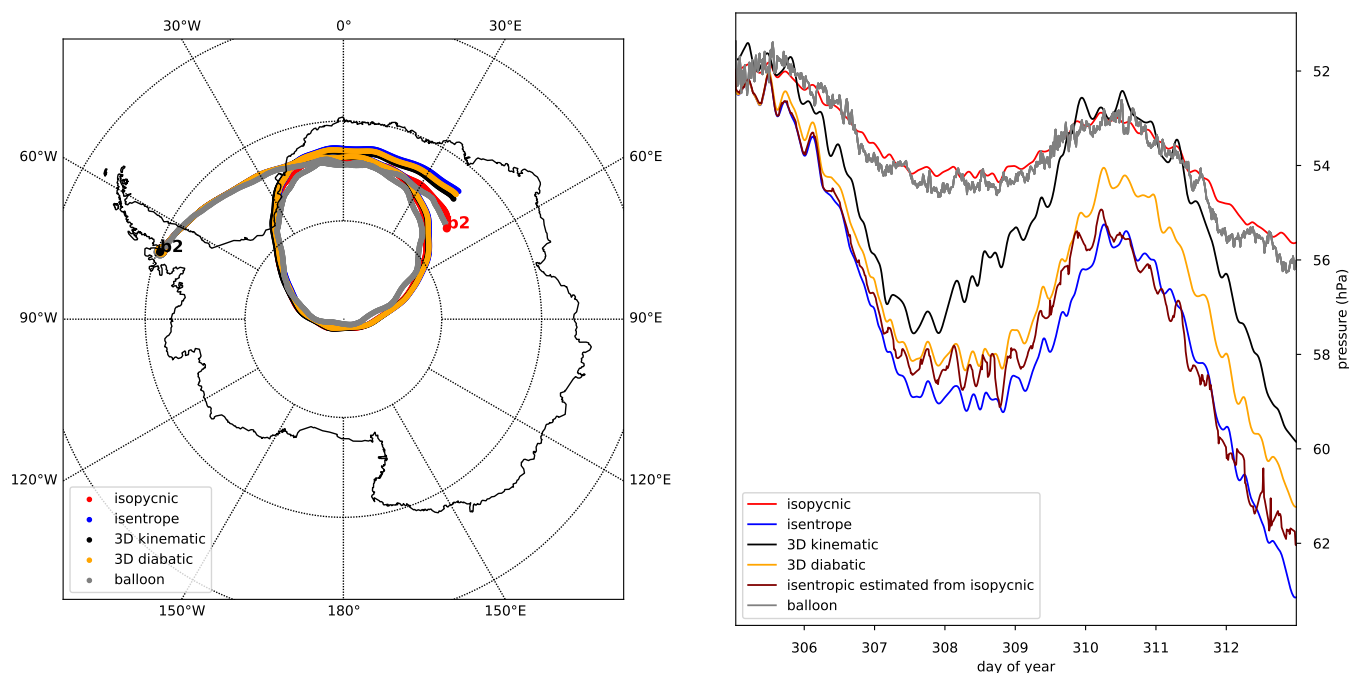 30°W 0° 30°E
60°W 60°E
b2
b2
90°W 90°E
120°W 120°E
isopycnic
isentrope
3D kinematic
3D diabatic
balloon
150°W 180° 150°E
52
54
56
58
60
62
pressure (hPa)
isopycnic
isentrope
3D kinematic
3D diabatic
isentropic estimated from isopycnic
balloon
306 307 308 309 310 311 312
day of year